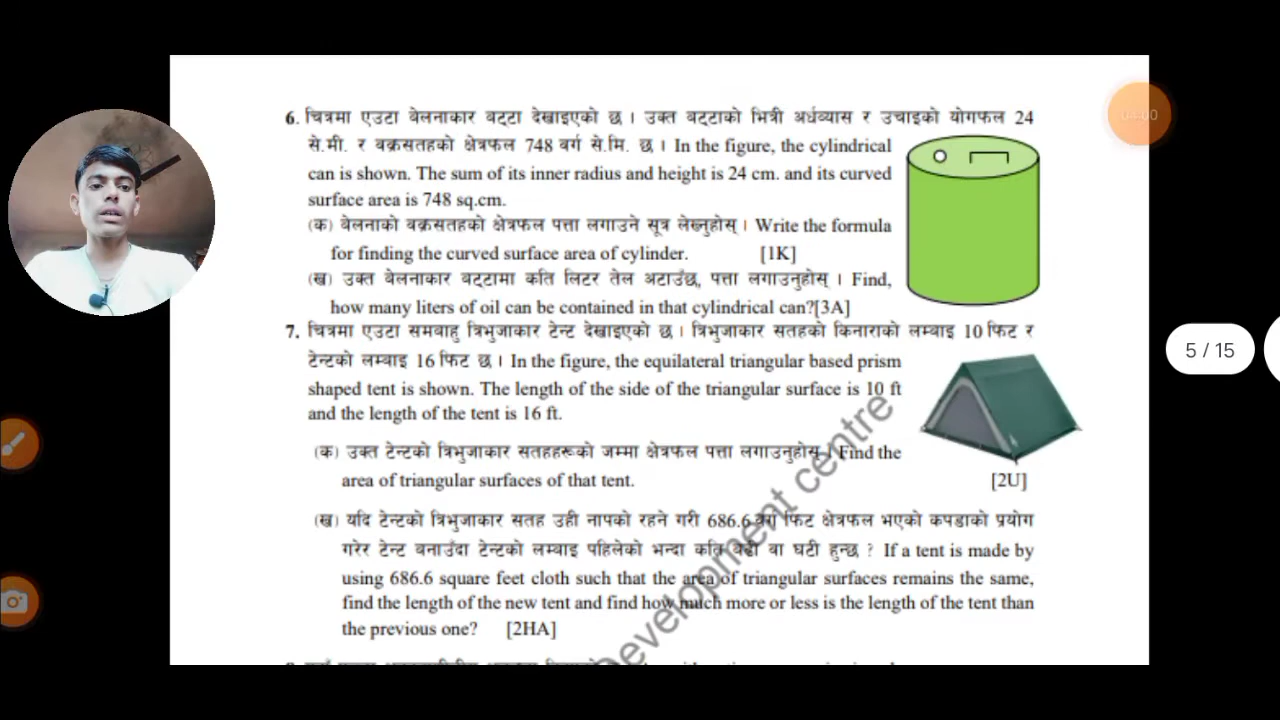 04:00
6. चित्रमा एउटा बेलनाकार बट्टा देखाइएको छ । उक्त बट्टाको भित्री अर्धव्यास र उचाइको योगफल 24
से.मी. र वक्रसतहको क्षेत्रफल 748 वर्ग से.मि. छ । In the figure, the cylindrical
can is shown. The sum of its inner radius and height is 24 cm. and its curved
surface area is 748 sq.cm.
(क) बेलनाको वक्रसतहको क्षेत्रफल पत्ता लगाउने सूत्र लेख्नुहोस् । Write the formula
for finding the curved surface area of cylinder. [1K]
(ख) उक्त बेलनाकार बट्टामा कति लिटर तेल अटाउँछ, पत्ता लगाउनुहोस् । Find,
how many liters of oil can be contained in that cylindrical can?[3A]
7. चित्रमा एउटा समबाहु त्रिभुजाकार टेन्ट देखाइएको छ । त्रिभुजाकार सतहको किनाराको लम्बाइ 10 फिट र
टेन्टको लम्बाइ 16 फिट छ । In the figure, the equilateral triangular based prism
shaped tent is shown. The length of the side of the triangular surface is 10 ft
and the length of the tent is 16 ft.
5 / 15
(क) उक्त टेन्टको त्रिभुजाकार सतहहरूको जम्मा क्षेत्रफल पत्ता लगाउनुहोस् । Find the
area of triangular surfaces of that tent. [2U]
(ख) यदि टेन्टको त्रिभुजाकार सतह उही नापको रहने गरी 686.6 वर्ग फिट क्षेत्रफल भएको कपडाको प्रयोग
गरेर टेन्ट बनाउँदा टेन्टको लम्बाइ पहिलेको भन्दा कति बढी वा घटी हुन्छ ? If a tent is made by
using 686.6 square feet cloth such that the area of triangular surfaces remains the same,
find the length of the new tent and find how much more or less is the length of the tent than
the previous one? [2HA]
Development centre